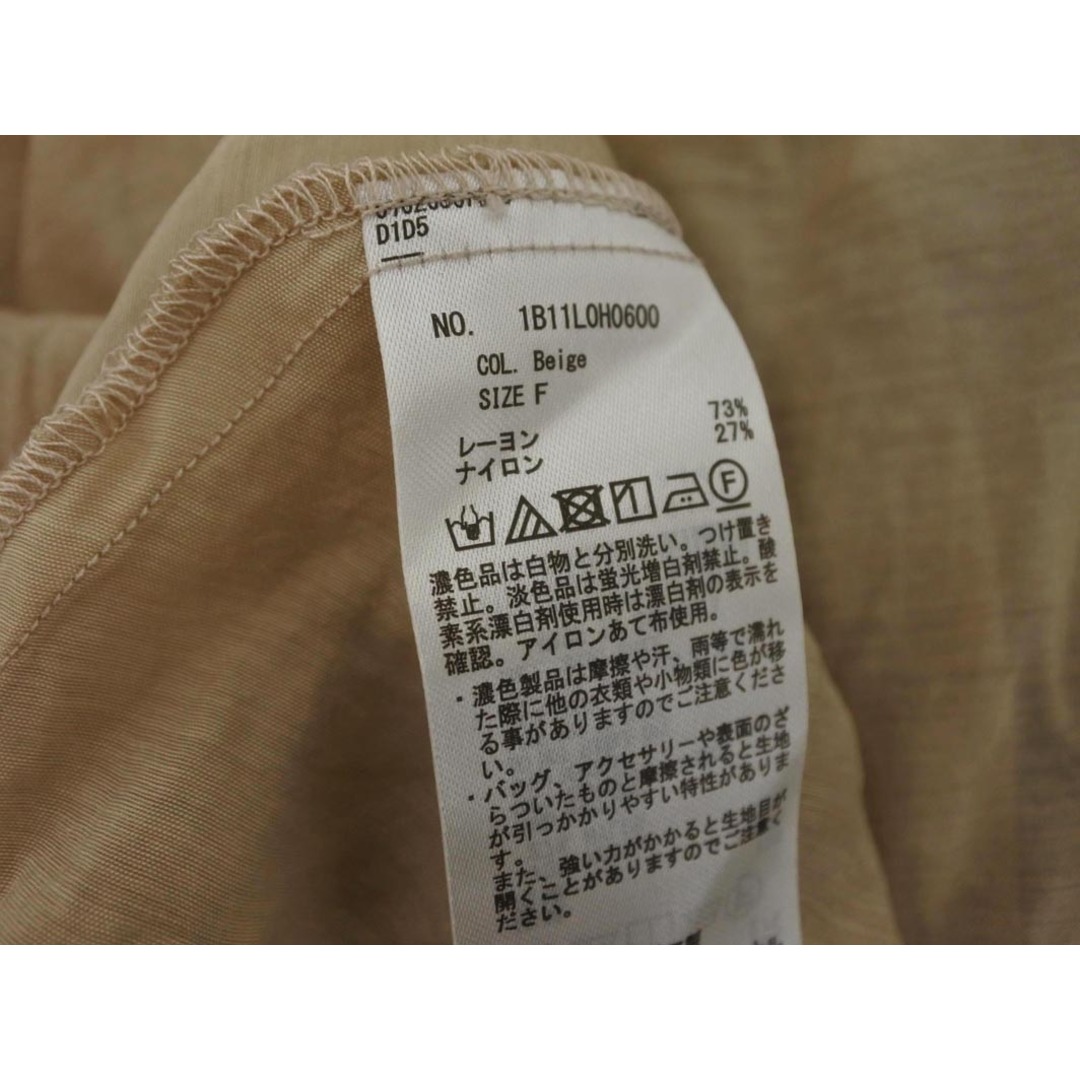 D1D5
NO. 1B11L0H0600
COL. Beige
SIZE F
レーヨン 73%
ナイロン 27%
F
濃色品は白物と分別洗い。つけ置き
禁止。淡色品は蛍光増白剤禁止。酸
素系漂白剤使用時は漂白剤の表示を
確認。アイロンあて布使用。
・濃色製品は摩擦や汗、雨等で濡れ
た際に他の衣類や小物類に色が移
る事がありますのでご注意くださ
い。
・バッグ、アクセサリーや表面のざ
らついたものと摩擦されると生地
が引っかかりやすい特性がありま
す。
また、強い力がかかると生地目が
開くことがありますのでご注意く
ださい。